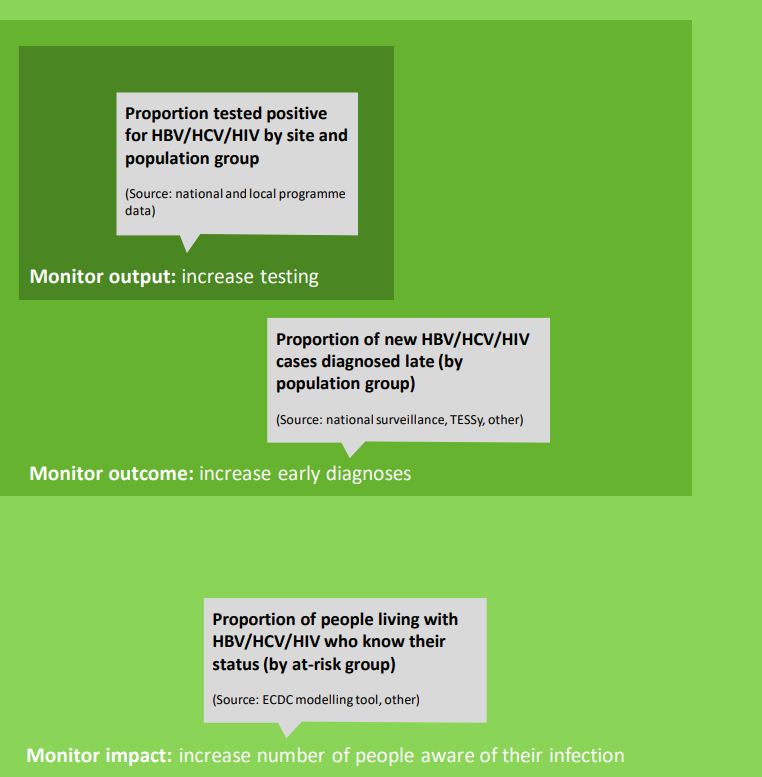 Proportion tested positive
for HBV/HCV/HIV by site and
population group
(Source: national and local programme
data)
Monitor output: increase testing
Proportion of new HBV/HCV/HIV
cases diagnosed late (by
population group)
(Source: national surveillance, TESSy, other)
Monitor outcome: increase early diagnoses
Proportion of people living with
HBV/HCV/HIV who know their
status (by at-risk group)
(Source: ECDC modelling tool, other)
Monitor impact: increase number of people aware of their infection